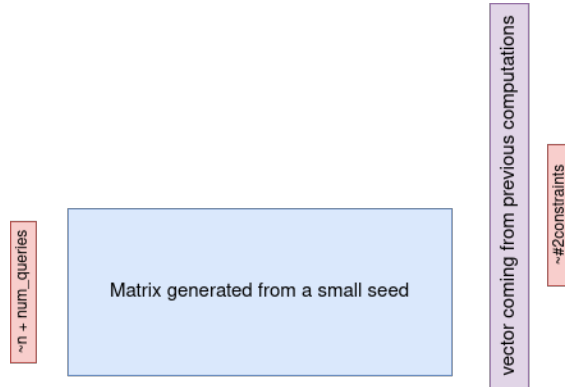 ~n + num_queries
Matrix generated from a small seed
vector coming from previous computations
~#2constraints